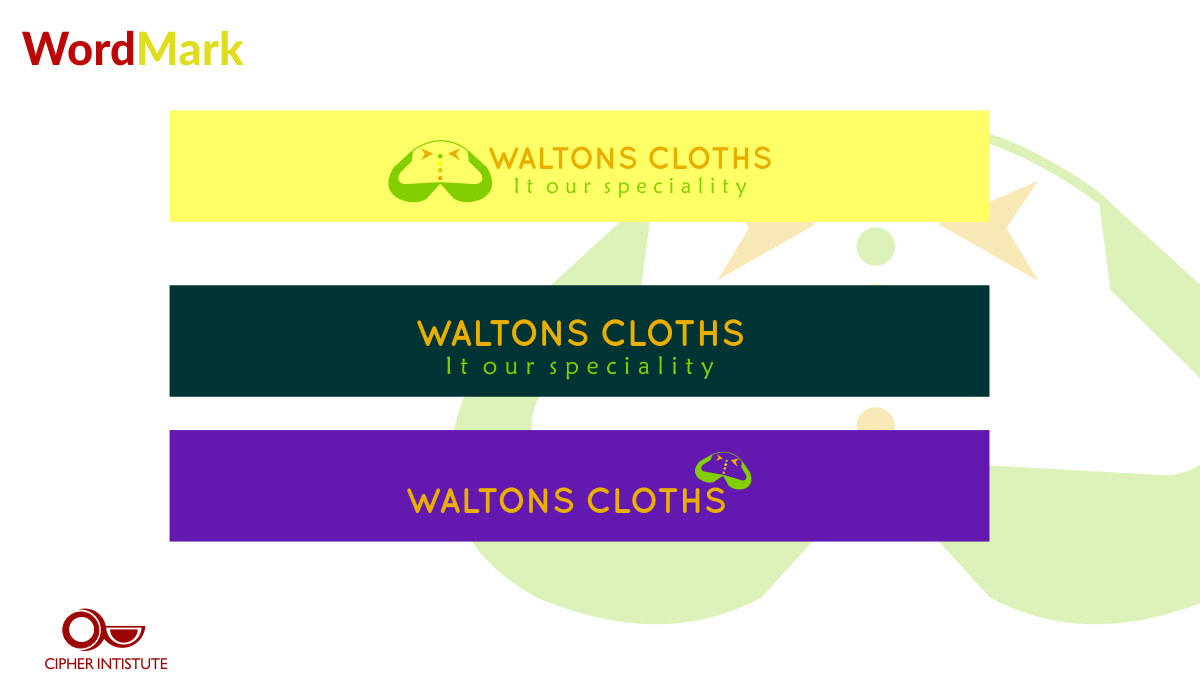 WordMark
WALTONS CLOTHS
It our speciality
WALTONS CLOTHS
It our speciality
WALTONS CLOTHS
CIPHER INTISTUTE